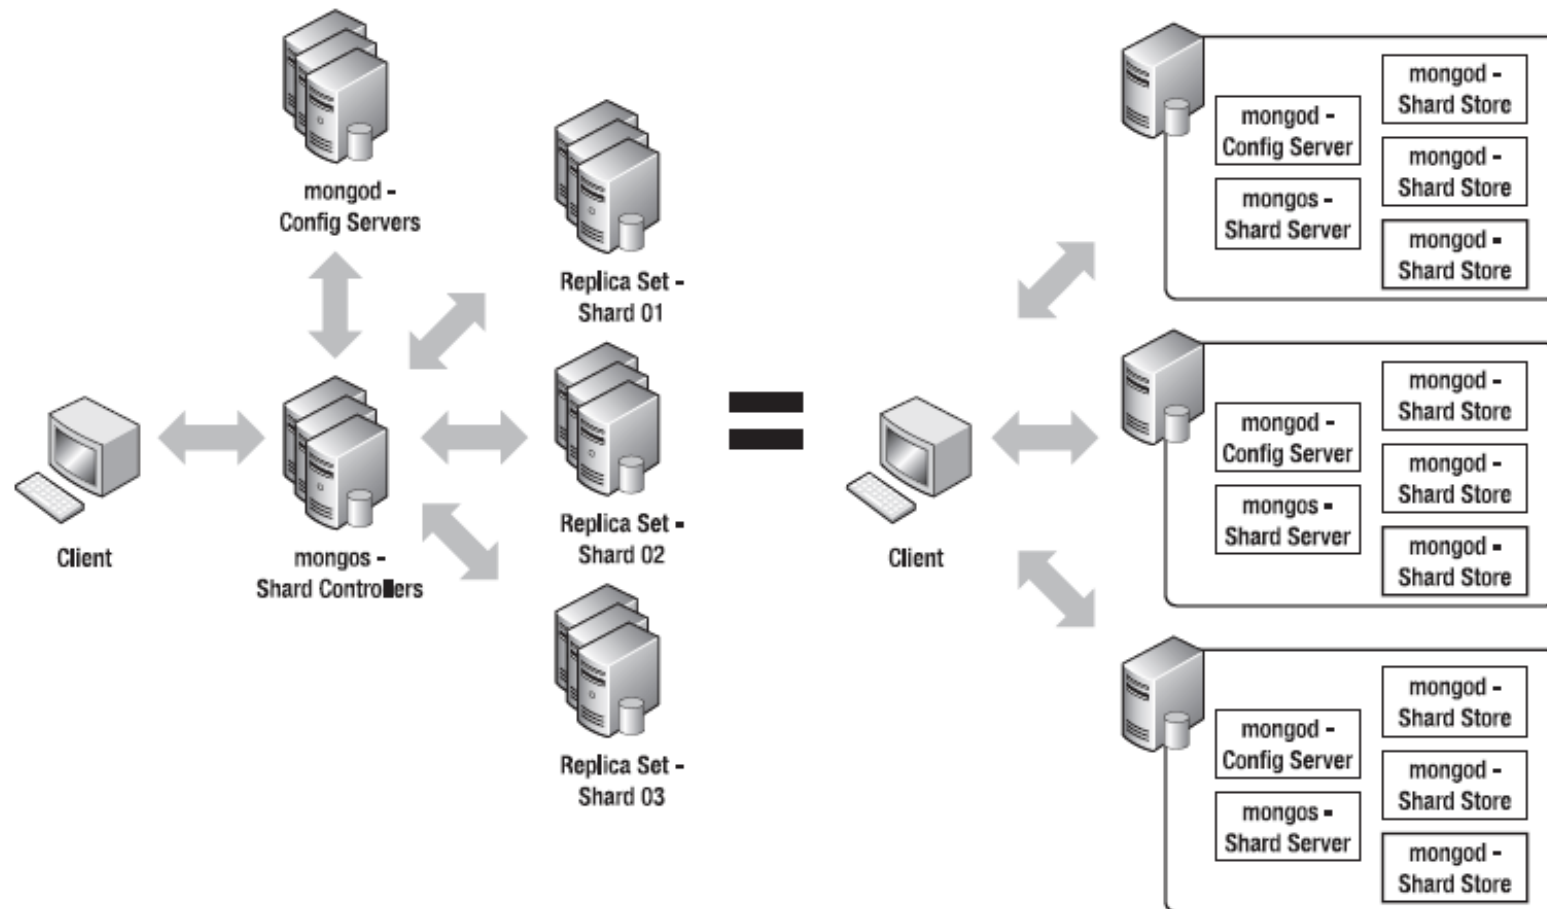 mongod -
Config Servers
Replica Set -
Shard 01
Client
mongos -
Shard Controllers
Replica Set -
Shard 02
Replica Set -
Shard 03
Client
mongod -
Config Server
mongos -
Shard Server
mongod -
Shard Store
mongod -
Shard Store
mongod -
Shard Store
mongod -
Config Server
mongos -
Shard Server
mongod -
Shard Store
mongod -
Shard Store
mongod -
Shard Store
mongod -
Config Server
mongos -
Shard Server
mongod -
Shard Store
mongod -
Shard Store
mongod -
Shard Store